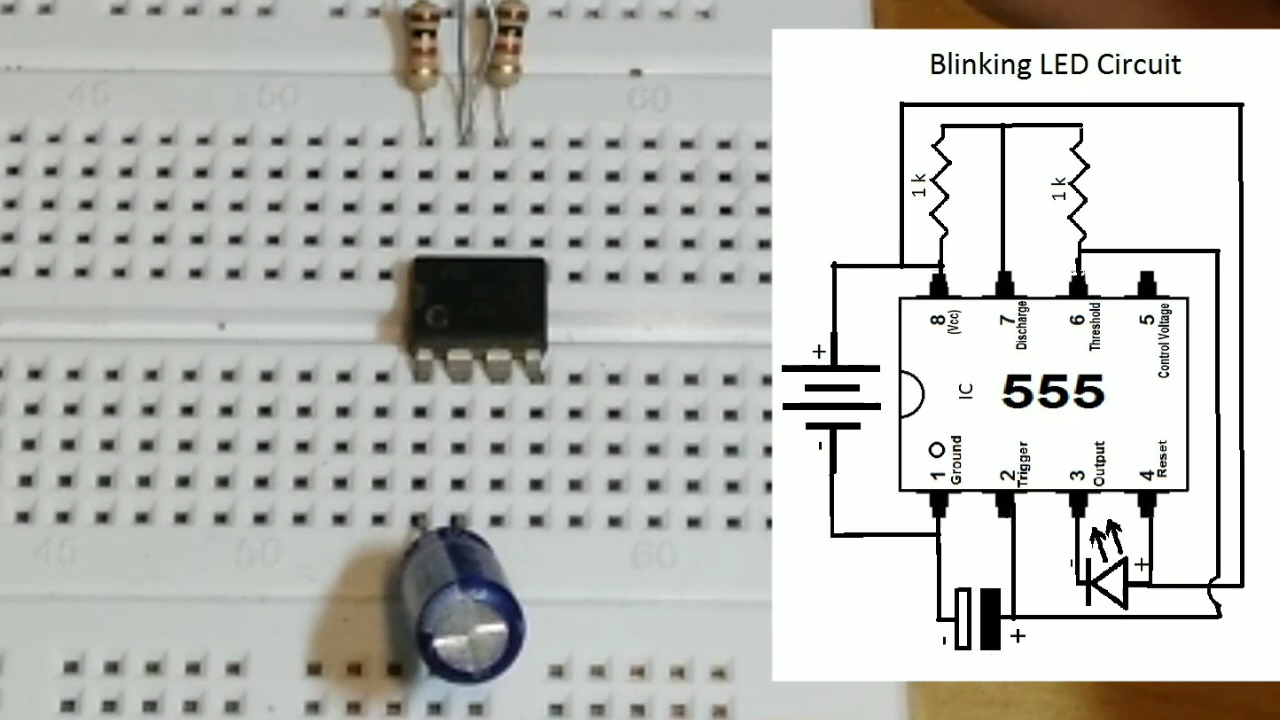 45 50 60
Blinking LED Circuit
1 k
1 k
8 (Vcc)
7 Discharge
6 Threshold
5 Control Voltage
+
-
IC
555
1 Ground
2 Trigger
3 Output
4 Reset
- +
- +
45 50 60